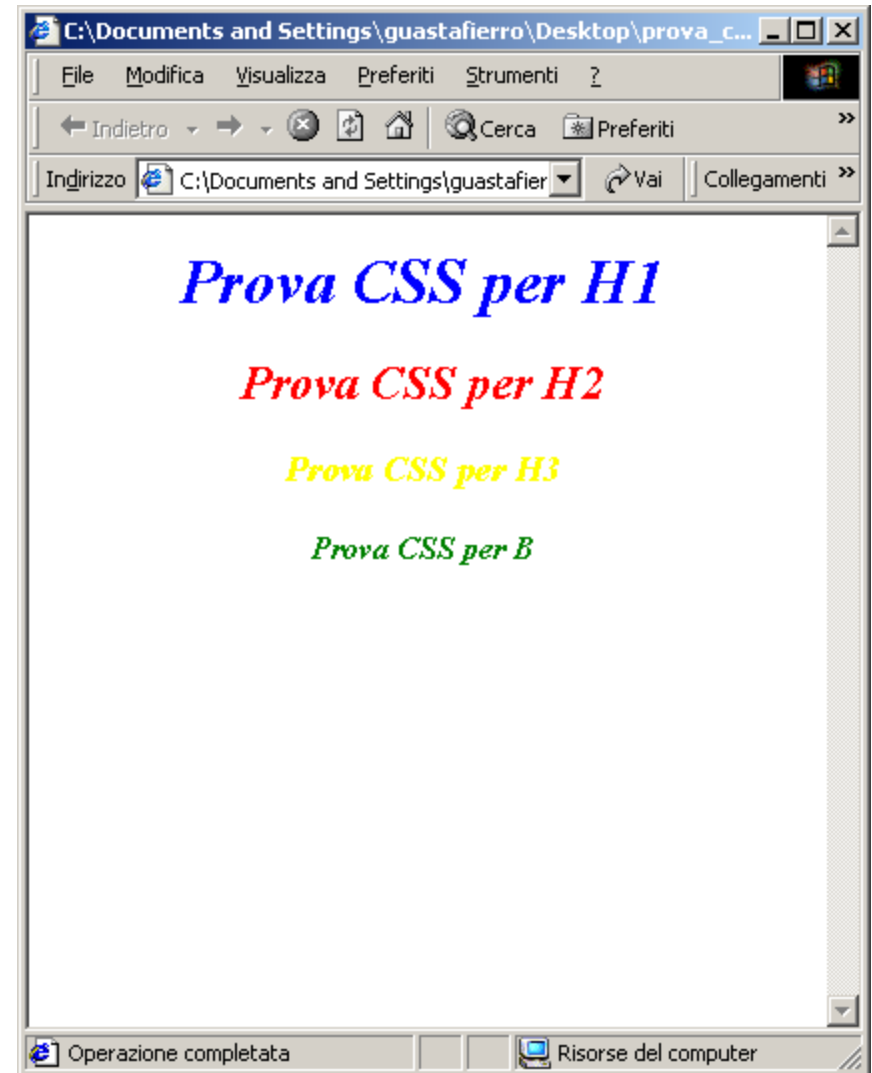 C:\Documents and Settings\guastafierro\Desktop\prova_c...
File Modifica Visualizza Preferiti Strumenti ?
Indietro Cerca Preferiti »
Indirizzo C:\Documents and Settings\guastafier Vai Collegamenti »
Prova CSS per H1
Prova CSS per H2
Prova CSS per H3
Prova CSS per B
Operazione completata Risorse del computer